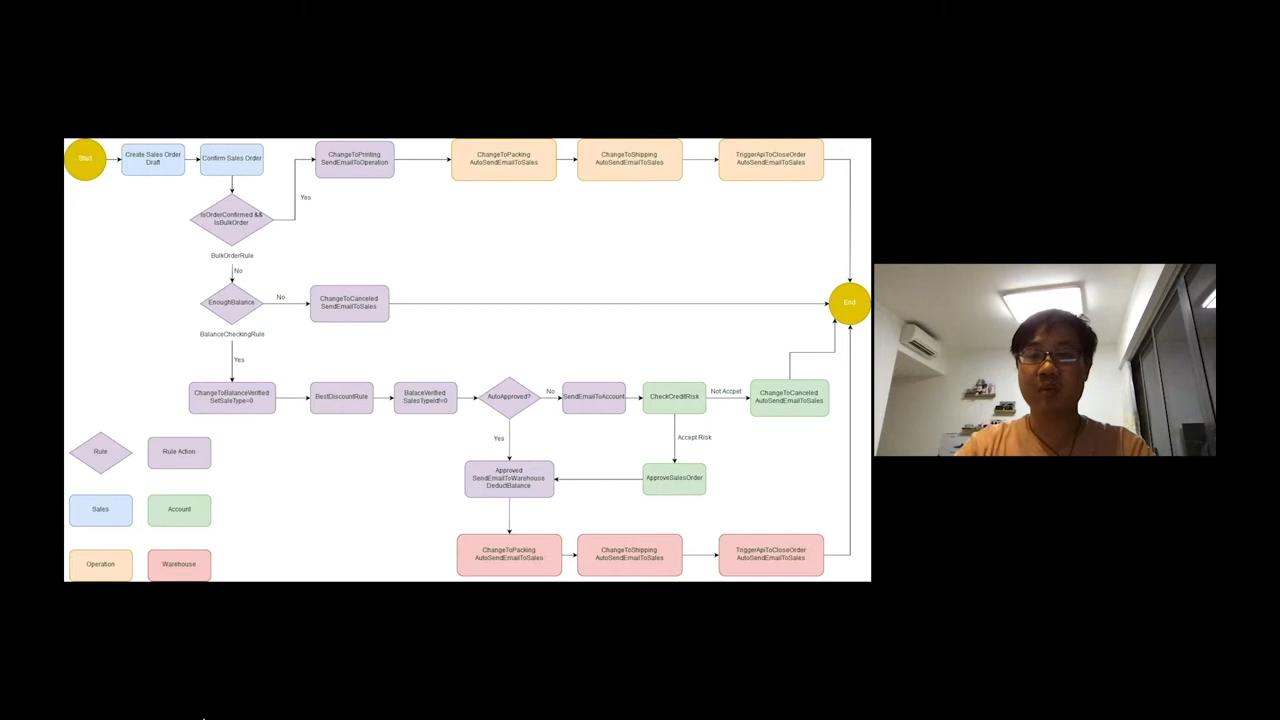 Start
Create Sales Order
Draft
Confirm Sales Order
ChangeToPrinting
SendEmailToOperation
ChangeToPacking
AutoSendEmailToSales
ChangeToShipping
AutoSendEmailToSales
TriggerApiToCloseOrder
AutoSendEmailToSales
Yes
IsOrderConfirmed &&
IsBulkOrder
BulkOrderRule
No
EnoughBalance
No
ChangeToCanceled
SendEmailToSales
End
BalanceCheckingRule
Yes
ChangeToBalanceVerified
SetSaleType=0
BestDiscountRule
BalaceVerified
SalesTypeId!=0
AutoApproved?
No
SendEmailToAccount
CheckCreditRisk
Not Accpet
ChangeToCanceled
AutoSendEmailToSales
Yes
Accept Risk
Rule
Rule Action
Approved
SendEmailToWarehouse
DeductBalance
ApproveSalesOrder
Sales
Account
ChangeToPacking
AutoSendEmailToSales
ChangeToShipping
AutoSendEmailToSales
TriggerApiToCloseOrder
AutoSendEmailToSales
Operation
Warehouse